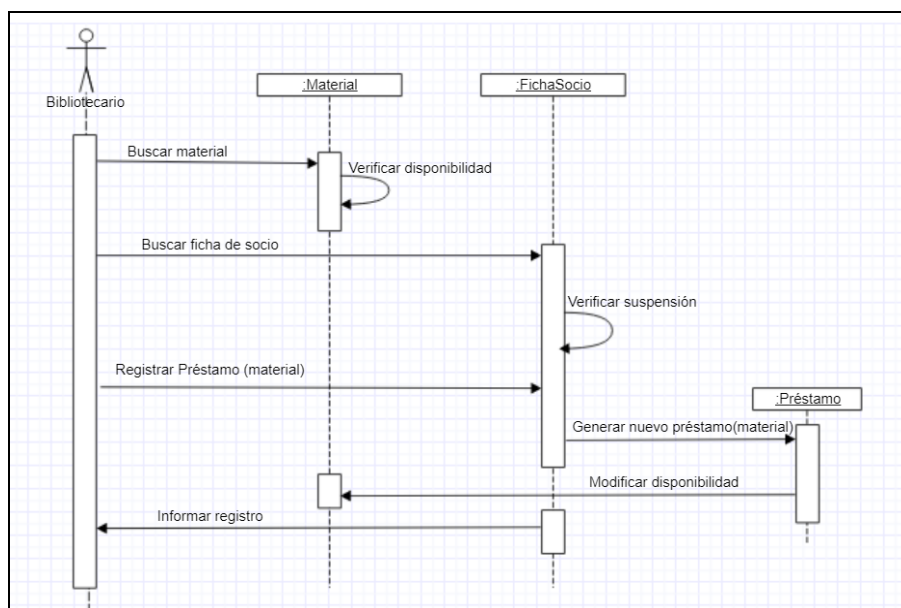 :Material
:FichaSocio
Bibliotecario
Buscar material
Verificar disponibilidad
Buscar ficha de socio
Verificar suspensión
Registrar Préstamo (material)
:Préstamo
Generar nuevo préstamo(material)
Modificar disponibilidad
Informar registro